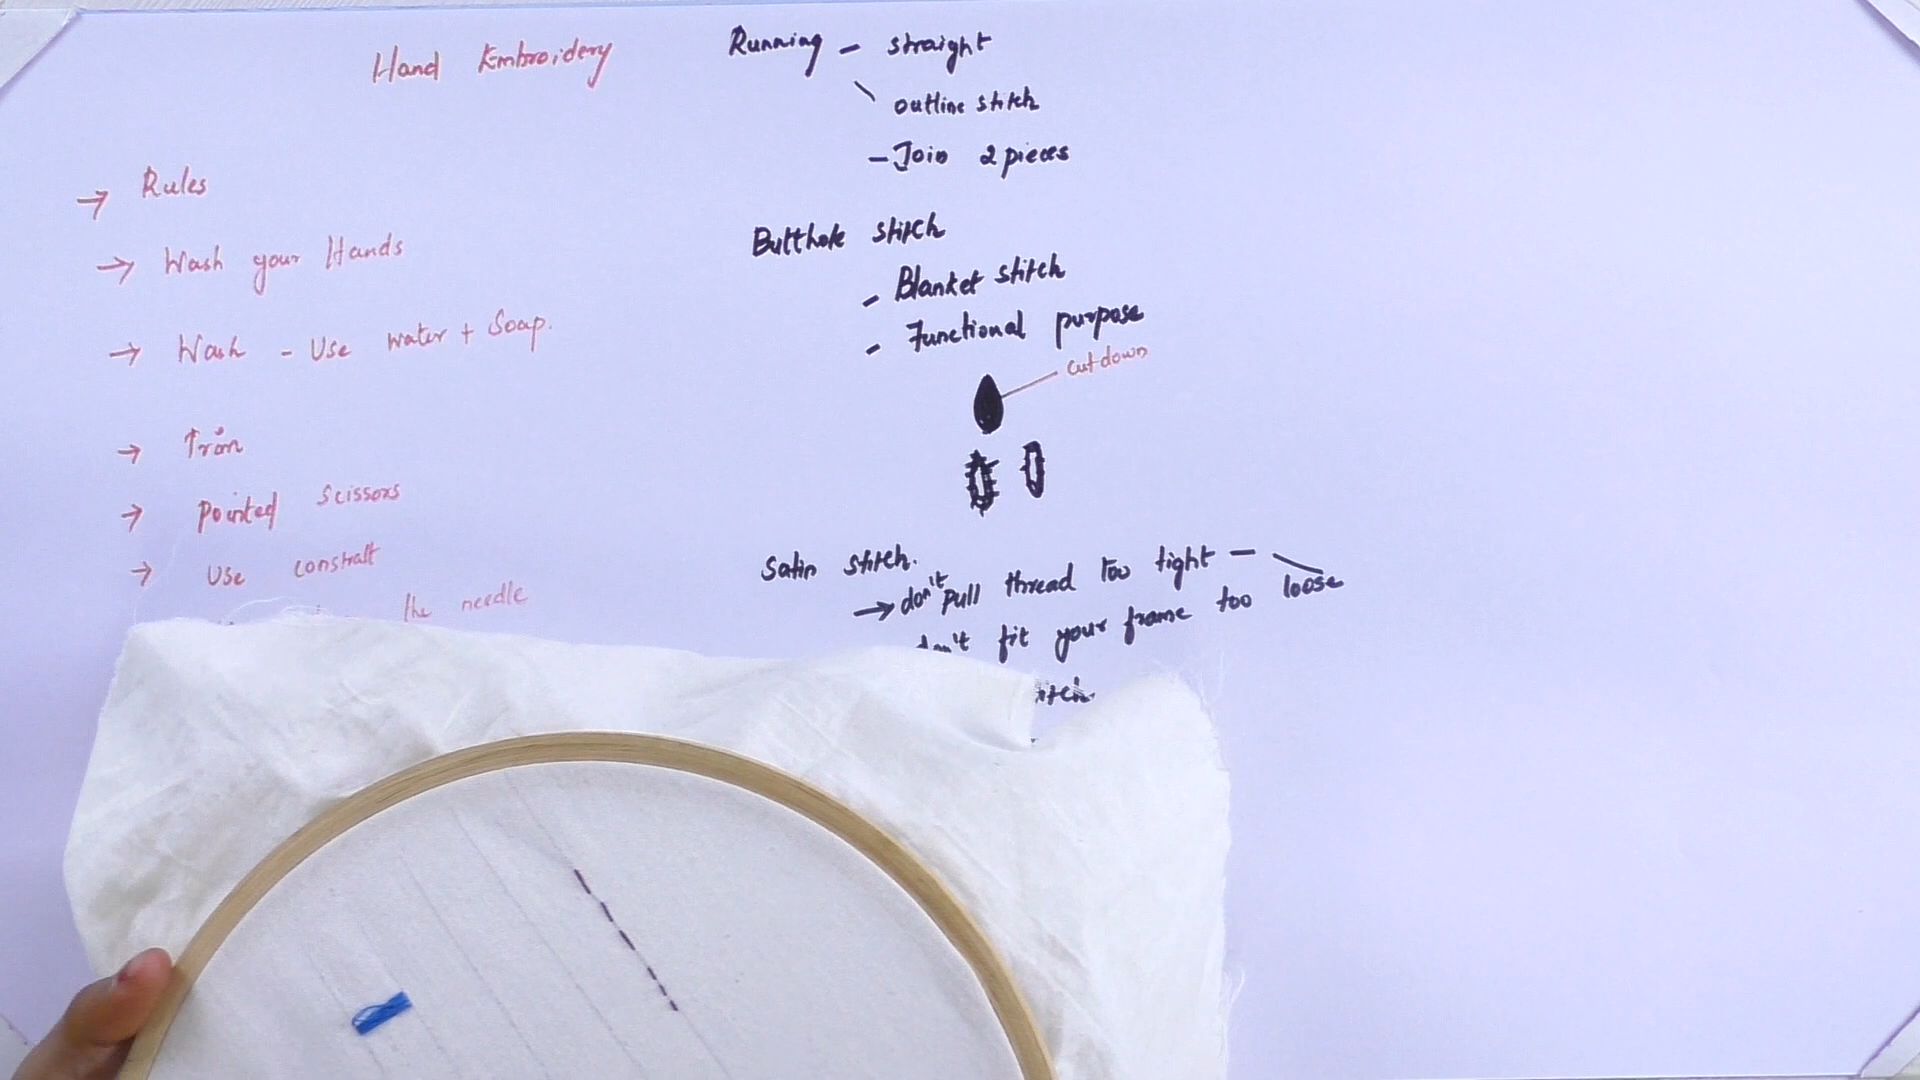 Hand Embroidery
→ Rules
→ Wash your Hands
→ Wash - Use water + Soap.
→ Iron
→ Pointed Scissors
→ Use constratt
the needle
Running - straight
outline stitch
- Join 2 pieces
Butthole stitch
- Blanket stitch
- Functional purpose
cut down
Satin stitch.
→ don't pull thread too tight -
loose
don't fit your frame too